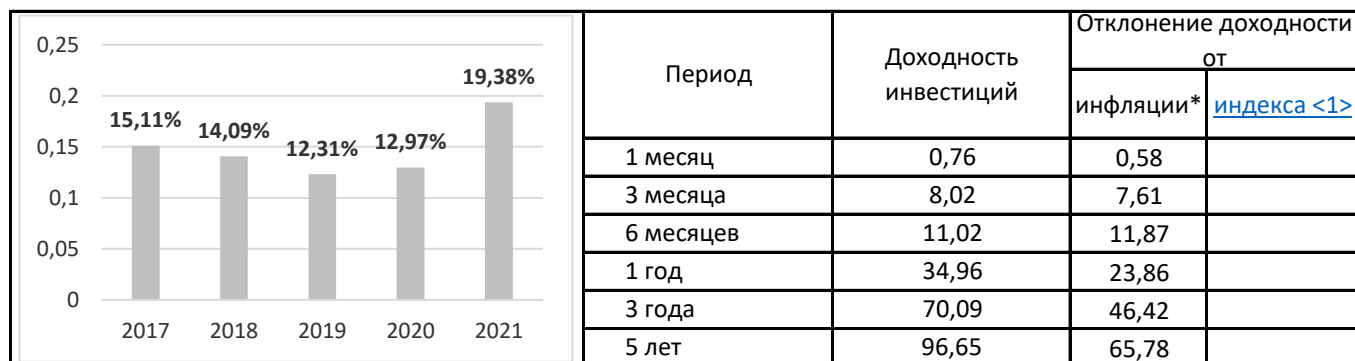 0,25
0,2
0,15
0,1
0,05
0
15,11%
14,09%
12,31%
12,97%
19,38%
2017 2018 2019 2020 2021
Период
Доходность
инвестиций
Отклонение доходности
от
инфляции* индекса <1>
1 месяц 0,76 0,58
3 месяца 8,02 7,61
6 месяцев 11,02 11,87
1 год 34,96 23,86
3 года 70,09 46,42
5 лет 96,65 65,78